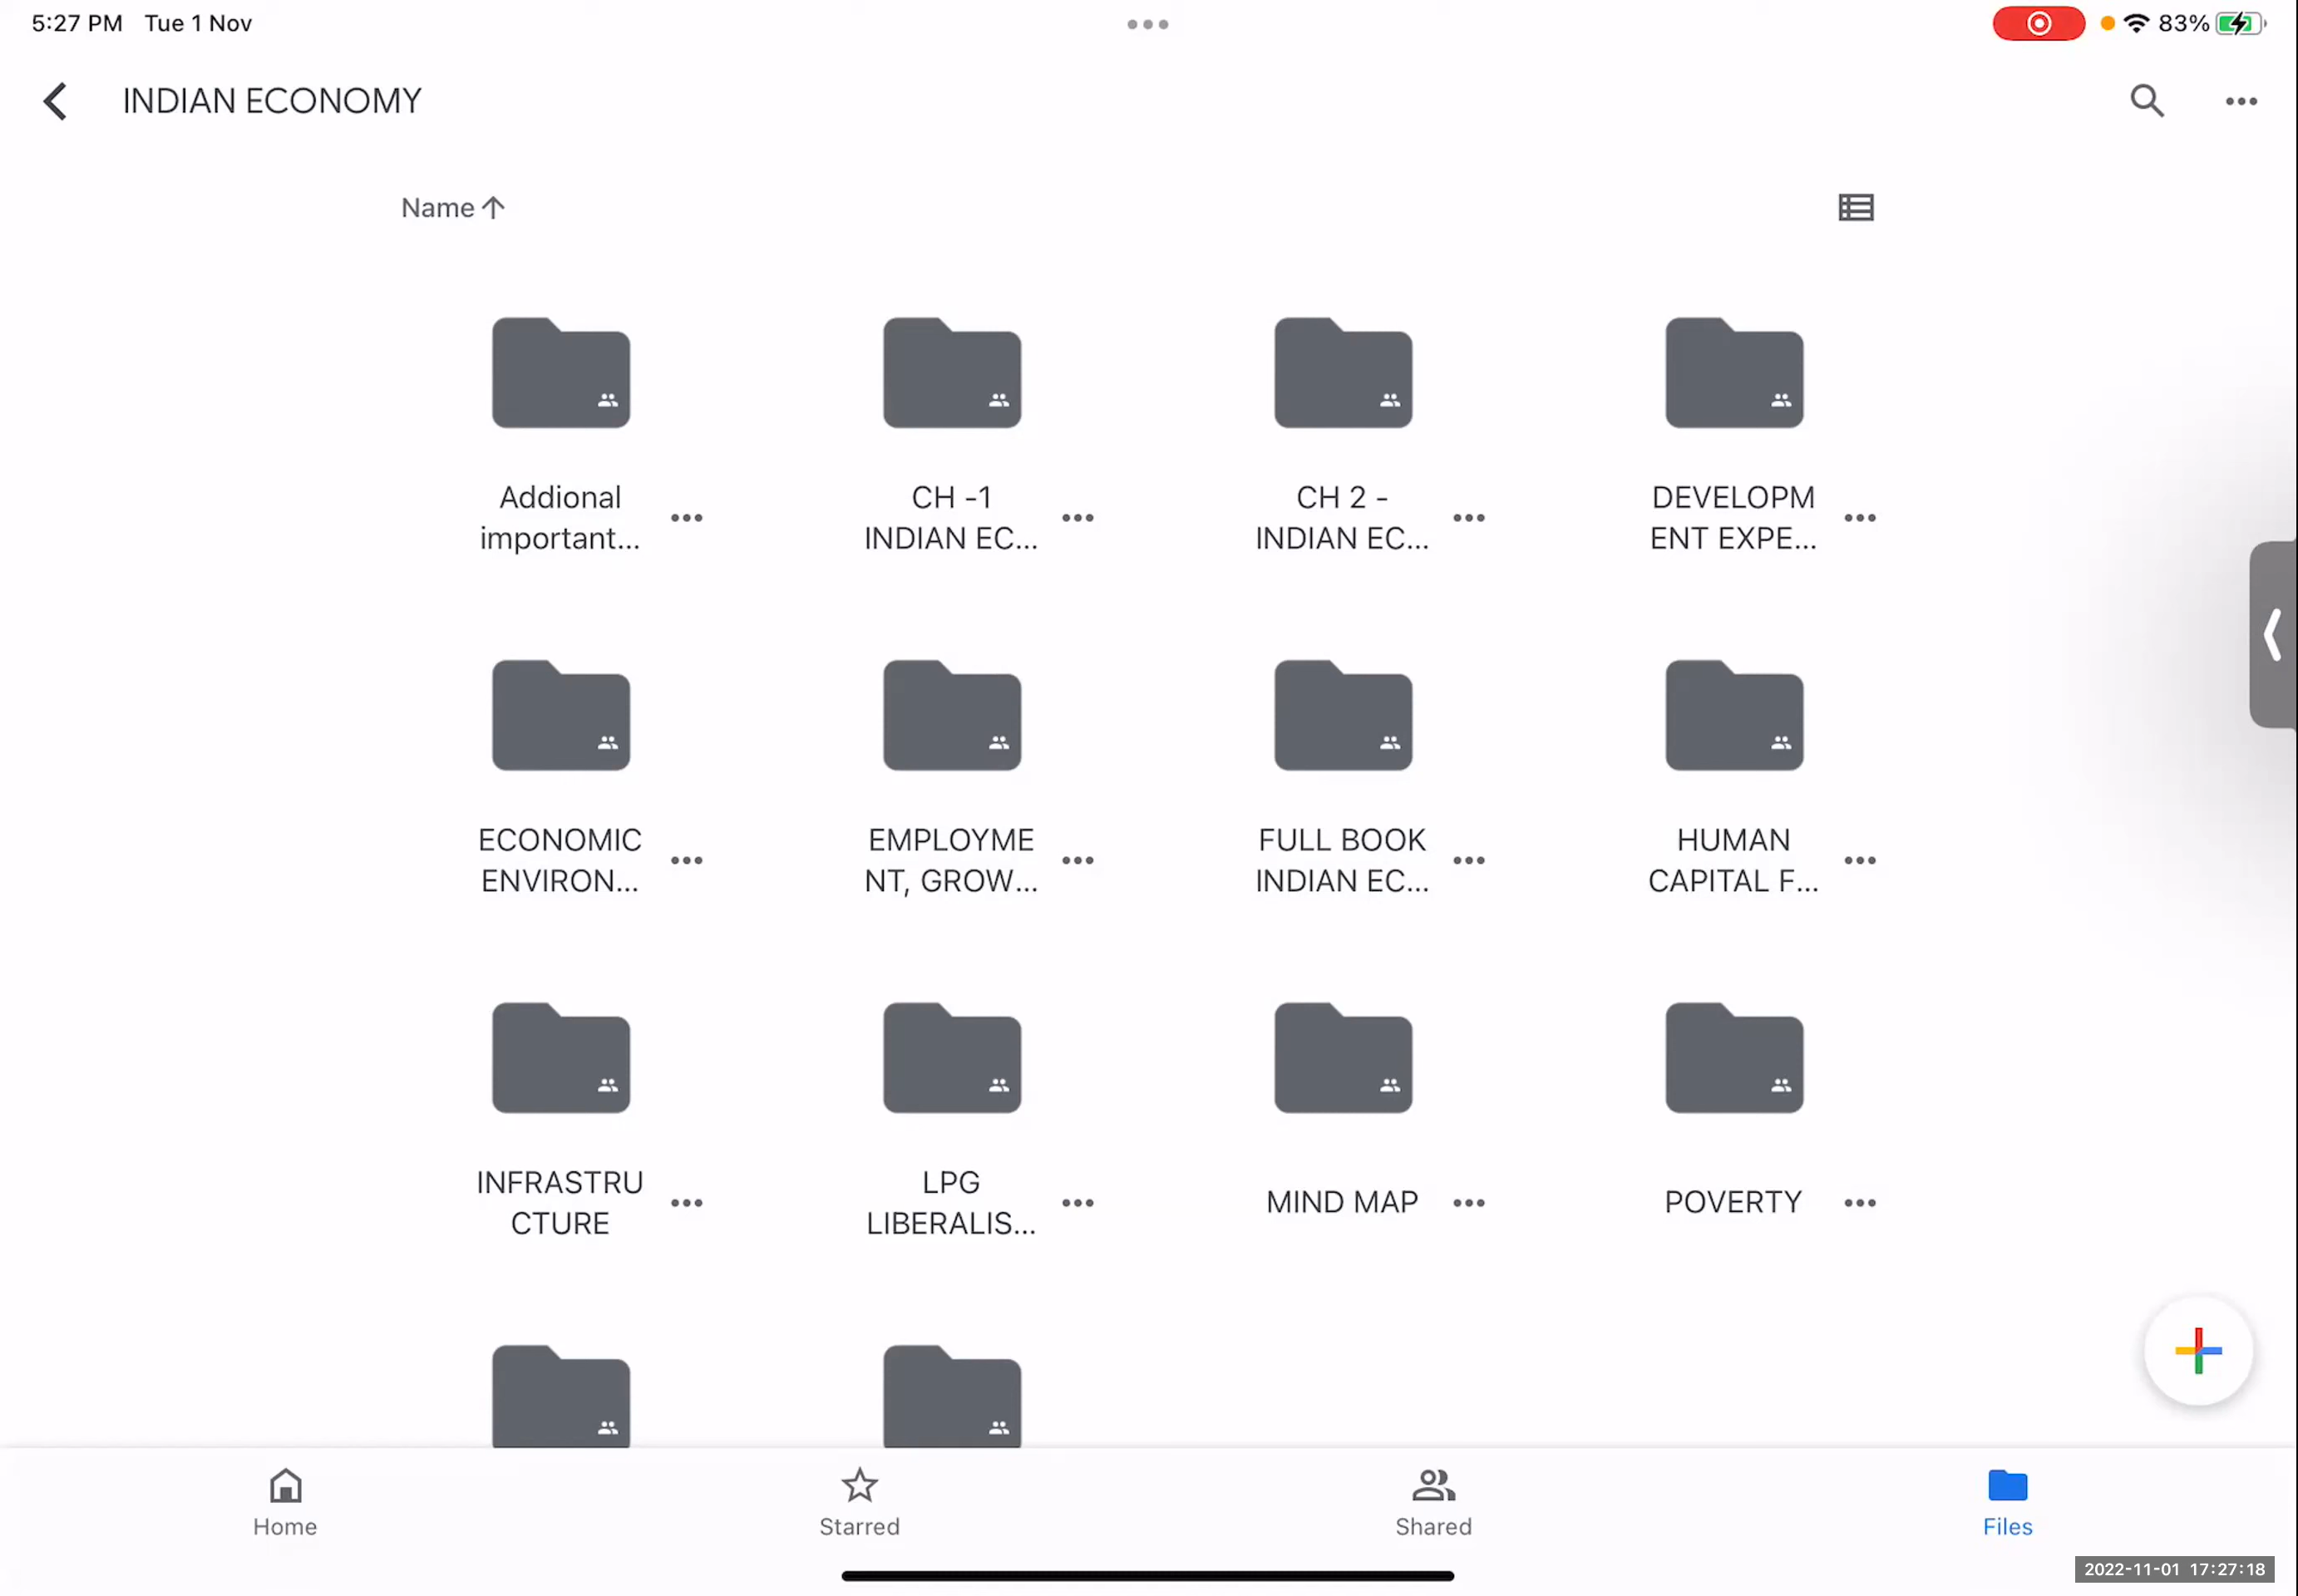 5:27 PM Tue 1 Nov
83%
INDIAN ECONOMY
Name
Addional
important...
CH -1
INDIAN EC...
CH 2 -
INDIAN EC...
DEVELOPM
ENT EXPE...
ECONOMIC
ENVIRON...
EMPLOYME
NT, GROW...
FULL BOOK
INDIAN EC...
HUMAN
CAPITAL F...
INFRASTRU
CTURE
LPG
LIBERALIS...
MIND MAP
POVERTY
Home
Starred
Shared
Files
2022-11-01 17:27:18